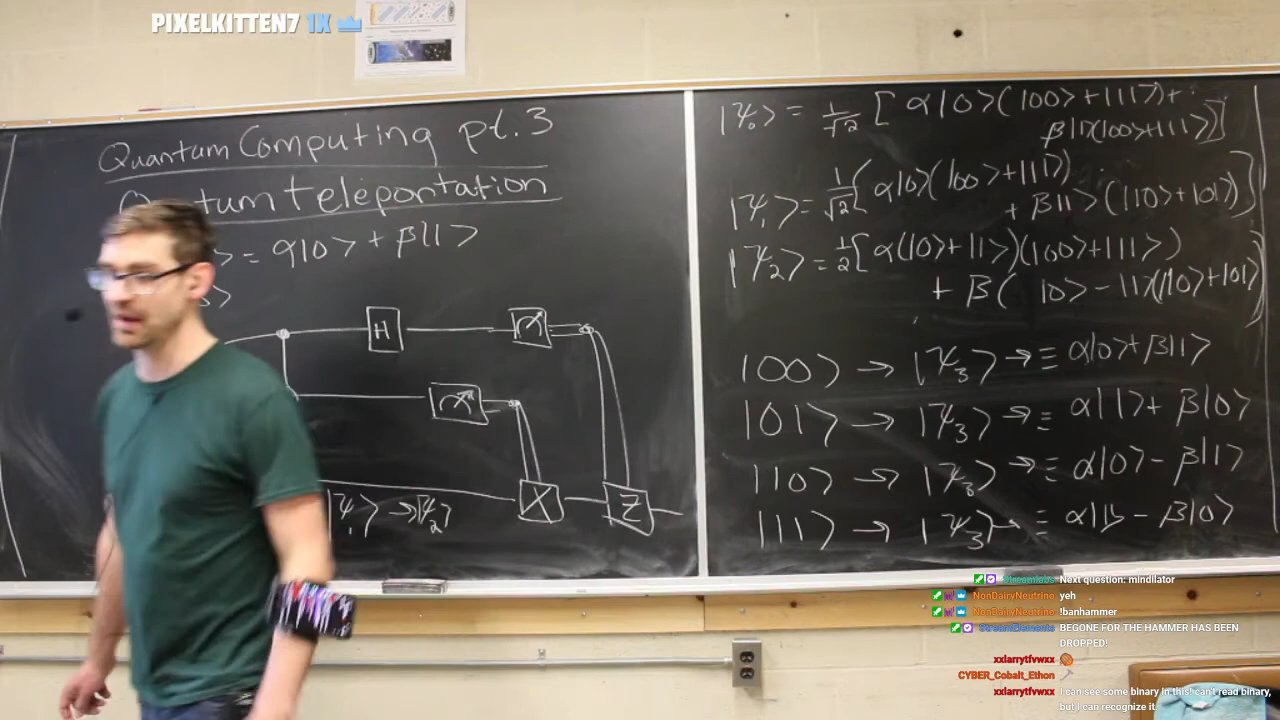 PIXELKITTEN7 1X
Quantum Computing pt.3
Quantum Teleportation
> = α|0> + β|1>
H
X
Z
|ψ₁> → |ψ₂>
|ψ₀> = 1/√2 [α|0>(|00>+|11>)+
β|1>(|00>+|11>)]
|ψ₁> = 1/√2 [α|0>(|00>+|11>)
+ β|1>(|10>+|01>)]
|ψ₂> = 1/2[α(|0>+|1>)(|00>+|11>)
+ β(|0>-|1>)(|10>+|01>)]
|00> → |ψ₃> → ≡ α|0>+β|1>
|01> → |ψ₃> → ≡ α|1>+ β|0>
|10> → |ψ₃> → ≡ α|0> - β|1>
|11> → |ψ₃> → ≡ α|1> - β|0>
Streamlabs Next question: mindilator
NonDairyNeutrino yeh
NonDairyNeutrino !banhammer
StreamElements BEGONE FOR THE HAMMER HAS BEEN
DROPPED!
xxlarrytfvwxx
CYBER_Cobalt_Ethon
xxlarrytfvwxx I can see some binary in this! can't read binary,
but I can recognize it.